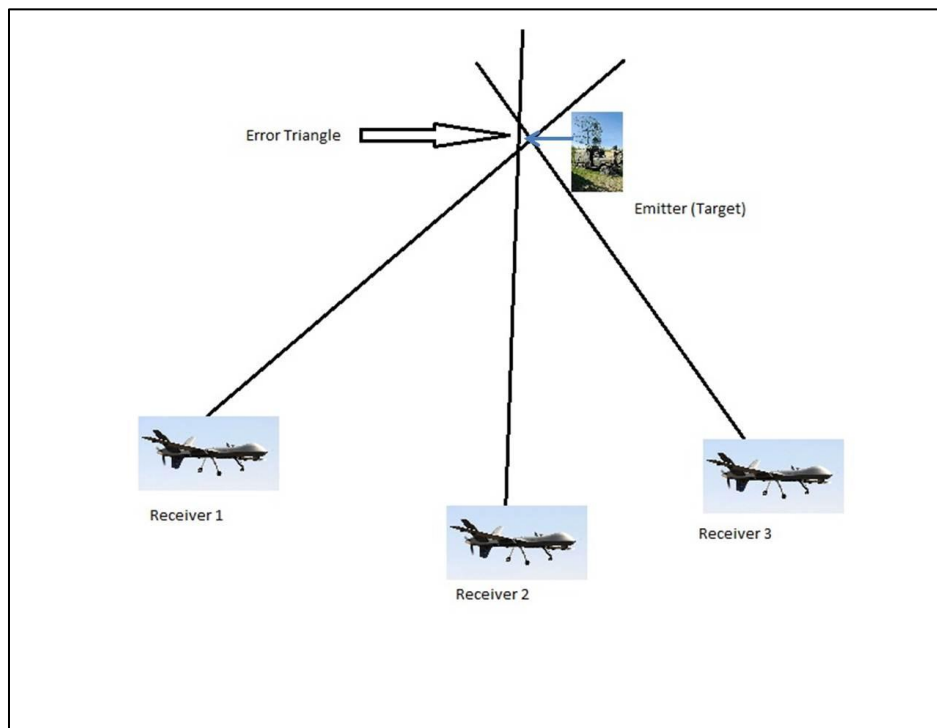 Error Triangle
Emitter (Target)
Receiver 1
Receiver 3
Receiver 2